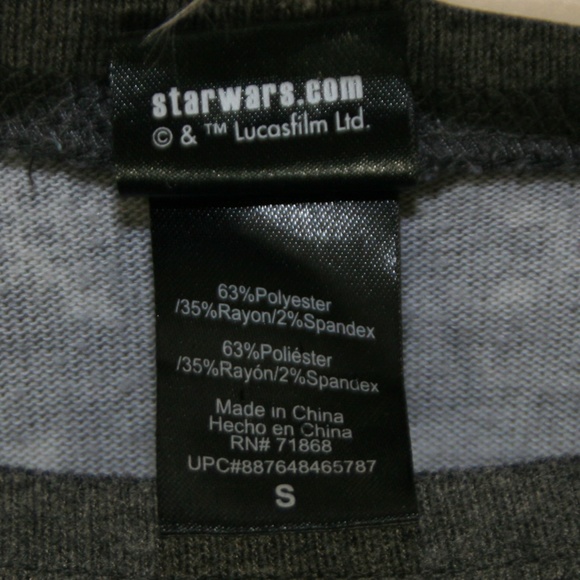 starwars.com
© & ™ Lucasfilm Ltd.
63%Polyester
/35%Rayon/2%Spandex
63%Poliéster
/35%Rayón/2%Spandex
Made in China
Hecho en China
RN# 71868
UPC#887648465787
S